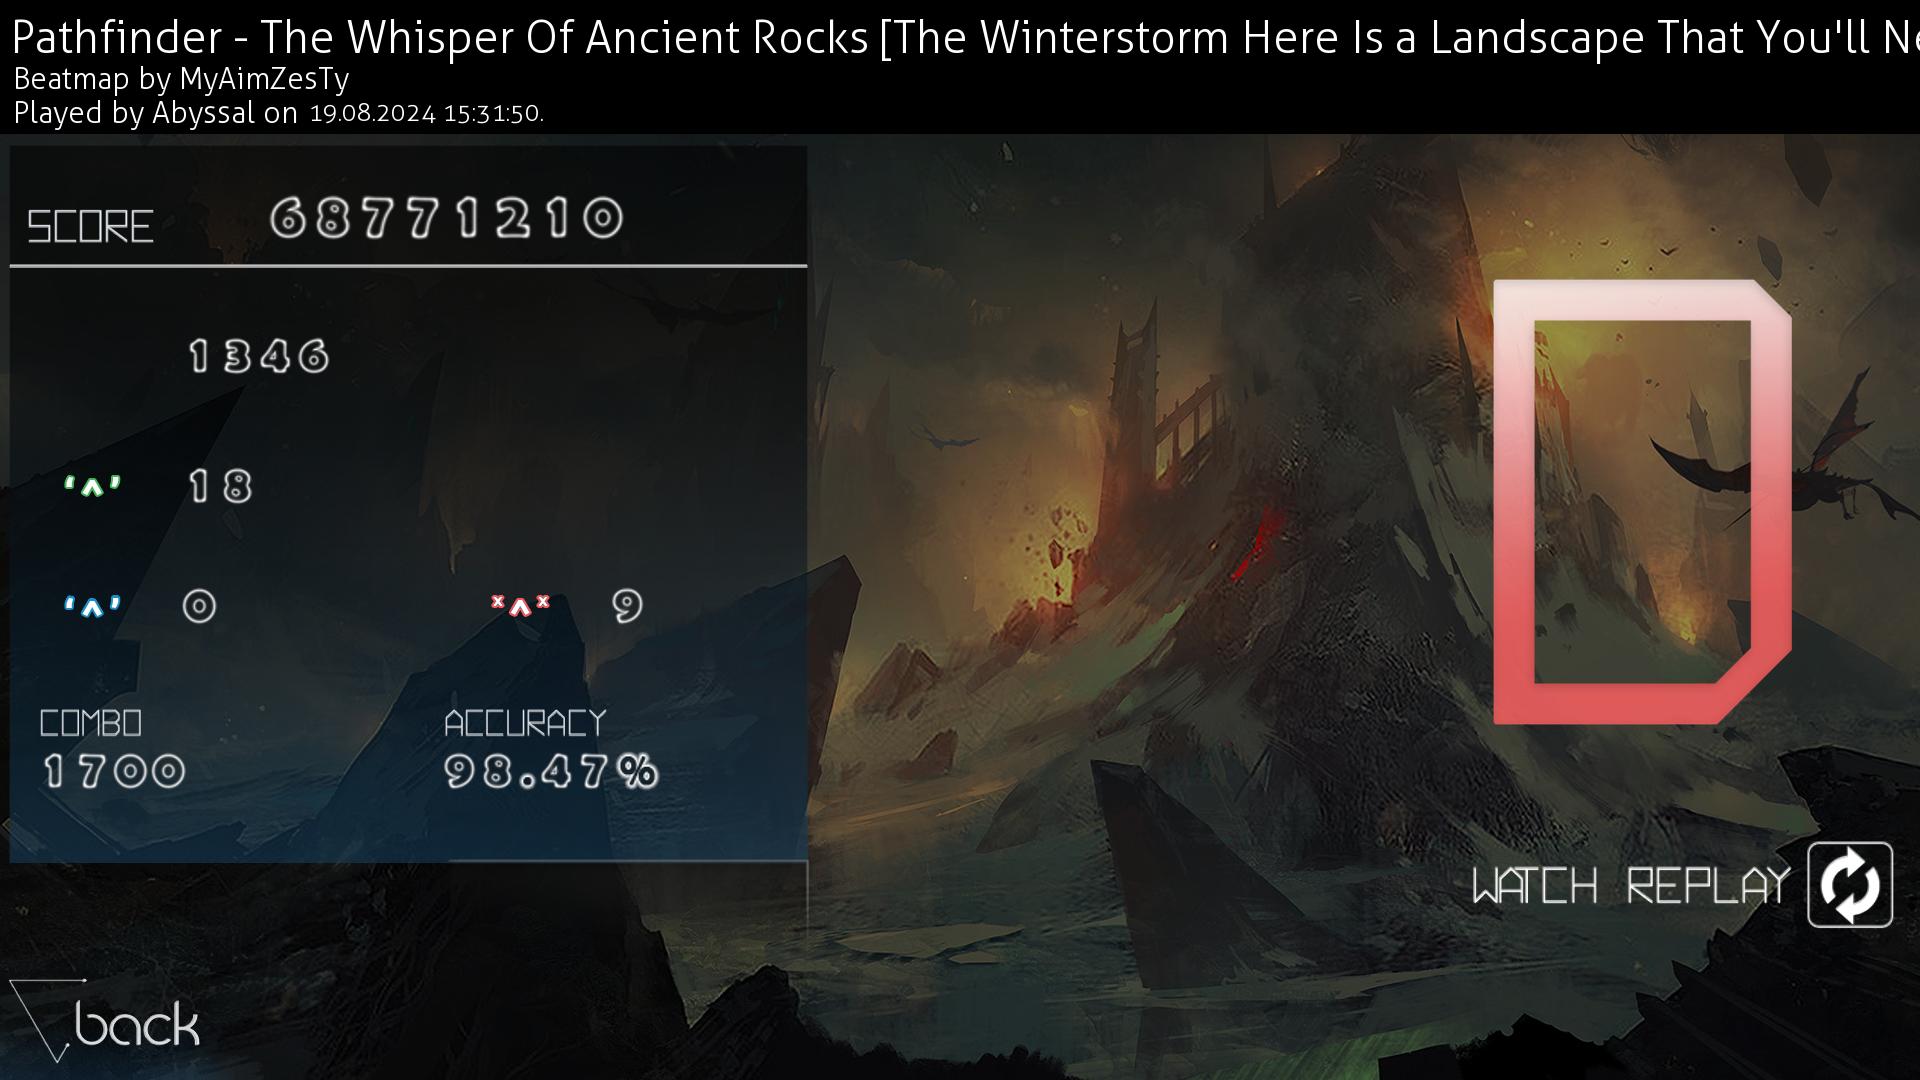 Pathfinder - The Whisper Of Ancient Rocks [The Winterstorm Here Is a Landscape That You'll Ne
Beatmap by MyAimZesTy
Played by Abyssal on 19.08.2024 15:31:50.
SCORE 68771210
1346
'^' 18
'^' 0 x^x 9
COMBO ACCURACY
1700 98.47%
WATCH REPLAY
back